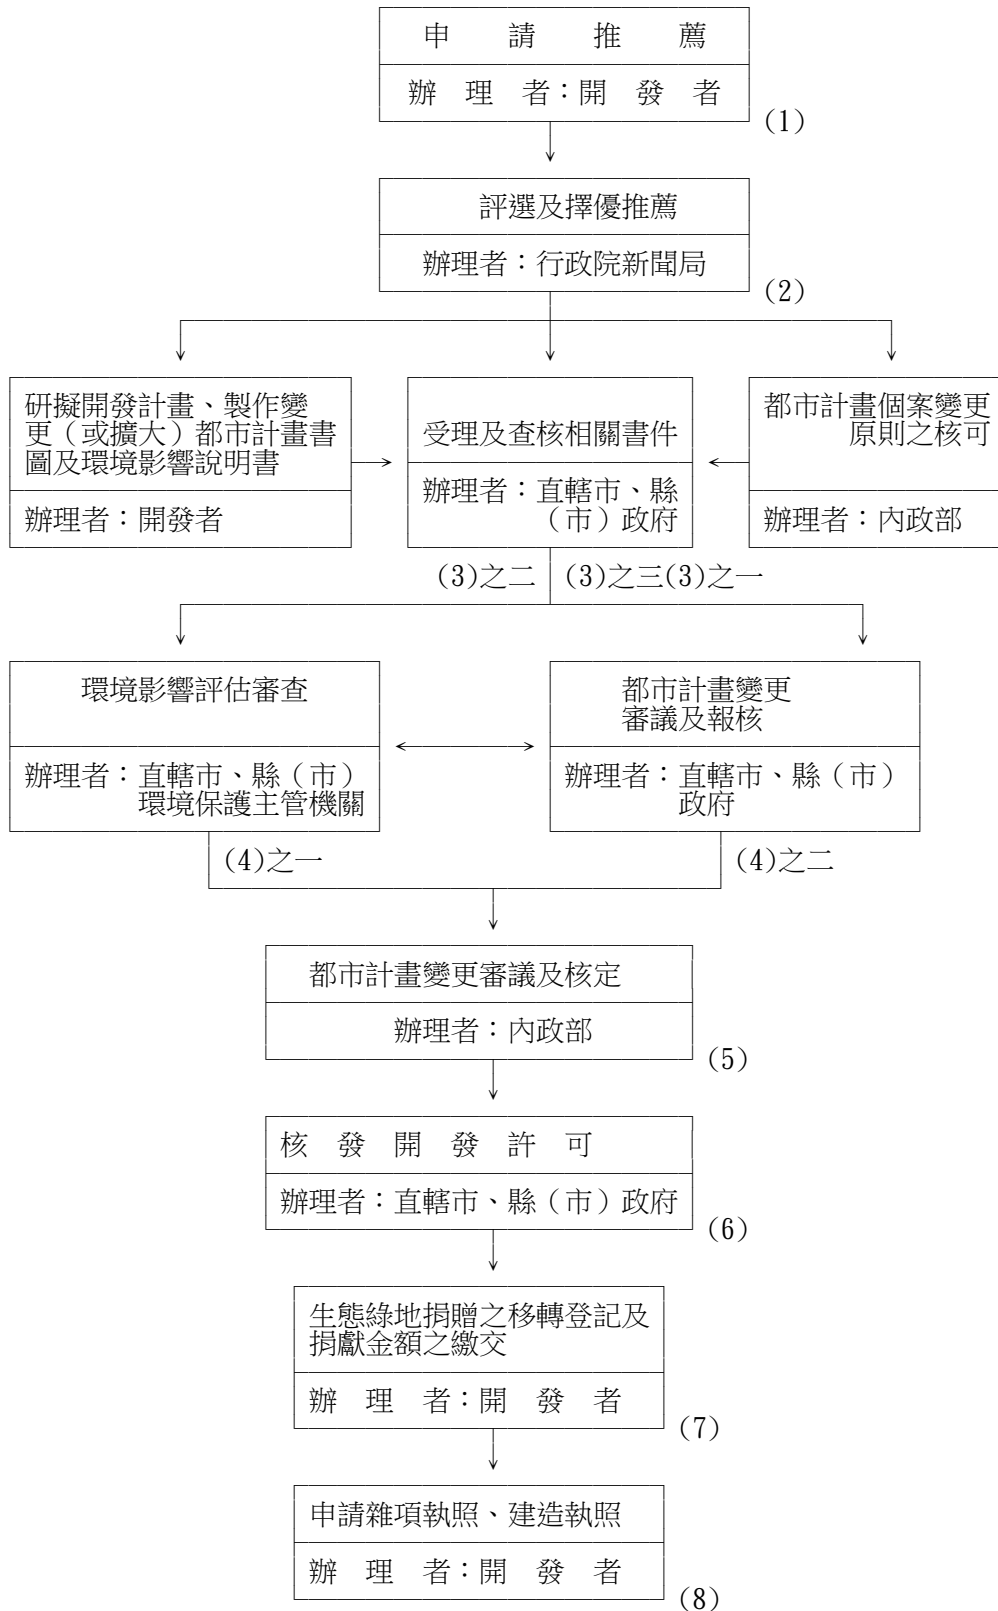 申　　請　　推　　薦
辦　理　者：開　發　者
(1)
評選及擇優推薦
辦理者：行政院新聞局
(2)
研擬開發計畫、製作變
更（或擴大）都市計畫書
圖及環境影響說明書
辦理者：開發者
受理及查核相關書件
辦理者：直轄市、縣
（市）政府
都市計畫個案變更
原則之核可
辦理者：內政部
(3)之二 (3)之三(3)之一
環境影響評估審查
辦理者：直轄市、縣（市）
環境保護主管機關
都市計畫變更
審議及報核
辦理者：直轄市、縣（市）
政府
(4)之一
(4)之二
都市計畫變更審議及核定
辦理者：內政部
(5)
核　發　開　發　許　可
辦理者：直轄市、縣（市）政府
(6)
生態綠地捐贈之移轉登記及
捐獻金額之繳交
辦　理　者：開　發　者
(7)
申請雜項執照、建造執照
辦　理　者：開　發　者
(8)